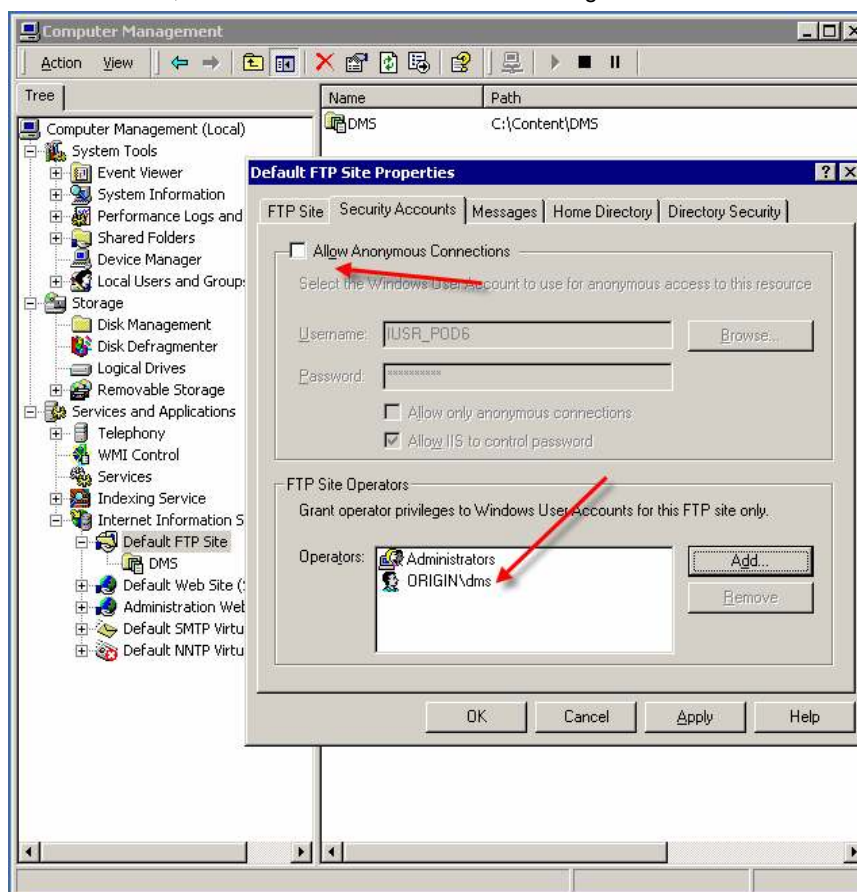 Computer Management
Action View
Tree
Name Path
DMS C:\Content\DMS
Computer Management (Local)
System Tools
Event Viewer
System Information
Performance Logs and
Shared Folders
Device Manager
Local Users and Group
Storage
Disk Management
Disk Defragmenter
Logical Drives
Removable Storage
Services and Applications
Telephony
WMI Control
Services
Indexing Service
Internet Information S
Default FTP Site
DMS
Default Web Site (
Administration Web
Default SMTP Virtu
Default NNTP Virtu
Default FTP Site Properties
FTP Site Security Accounts Messages Home Directory Directory Security
Allow Anonymous Connections
Select the Windows User Account to use for anonymous access to this resource
Username: IUSR_POD6 Browse...
Password: **********
Allow only anonymous connections
Allow IIS to control password
FTP Site Operators
Grant operator privileges to Windows User Accounts for this FTP site only.
Operators: Administrators Add...
ORIGIN\dms
Remove
OK Cancel Apply Help